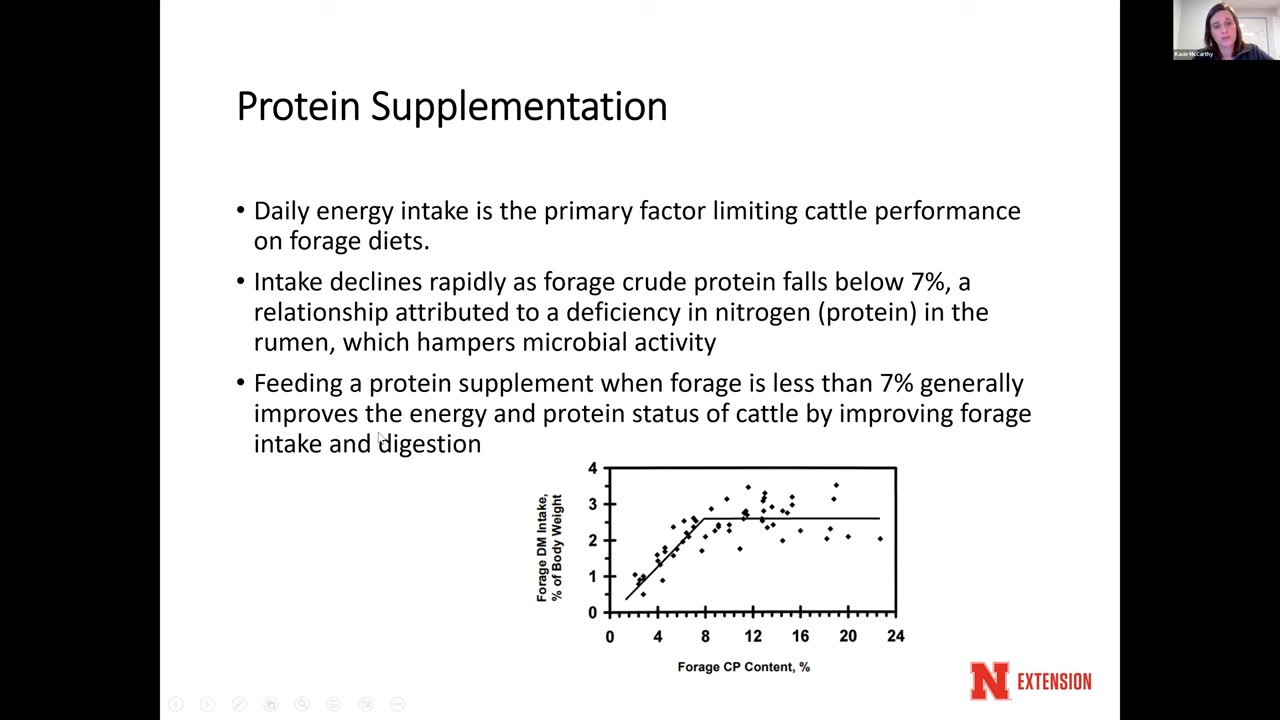 Kacie McCarthy
Protein Supplementation
• Daily energy intake is the primary factor limiting cattle performance
on forage diets.
• Intake declines rapidly as forage crude protein falls below 7%, a
relationship attributed to a deficiency in nitrogen (protein) in the
rumen, which hampers microbial activity
• Feeding a protein supplement when forage is less than 7% generally
improves the energy and protein status of cattle by improving forage
intake and digestion
Forage DM Intake,
% of Body Weight
4
3
2
1
0
0 4 8 12 16 20 24
Forage CP Content, %
N EXTENSION